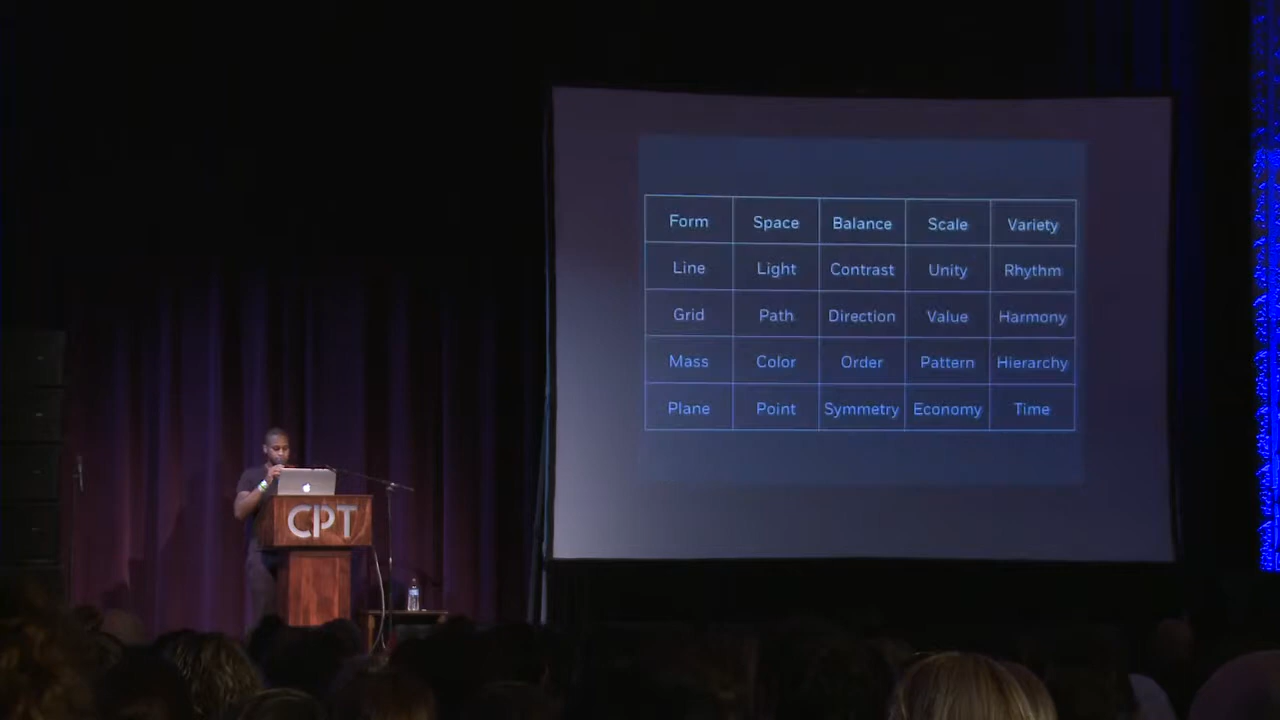 Form Space Balance Scale Variety
Line Light Contrast Unity Rhythm
Grid Path Direction Value Harmony
Mass Color Order Pattern Hierarchy
Plane Point Symmetry Economy Time
CPT